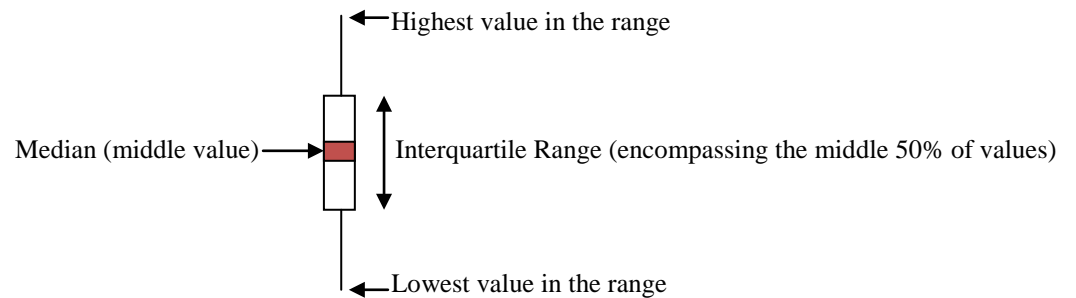 Highest value in the range
Median (middle value)
Interquartile Range (encompassing the middle 50% of values)
Lowest value in the range